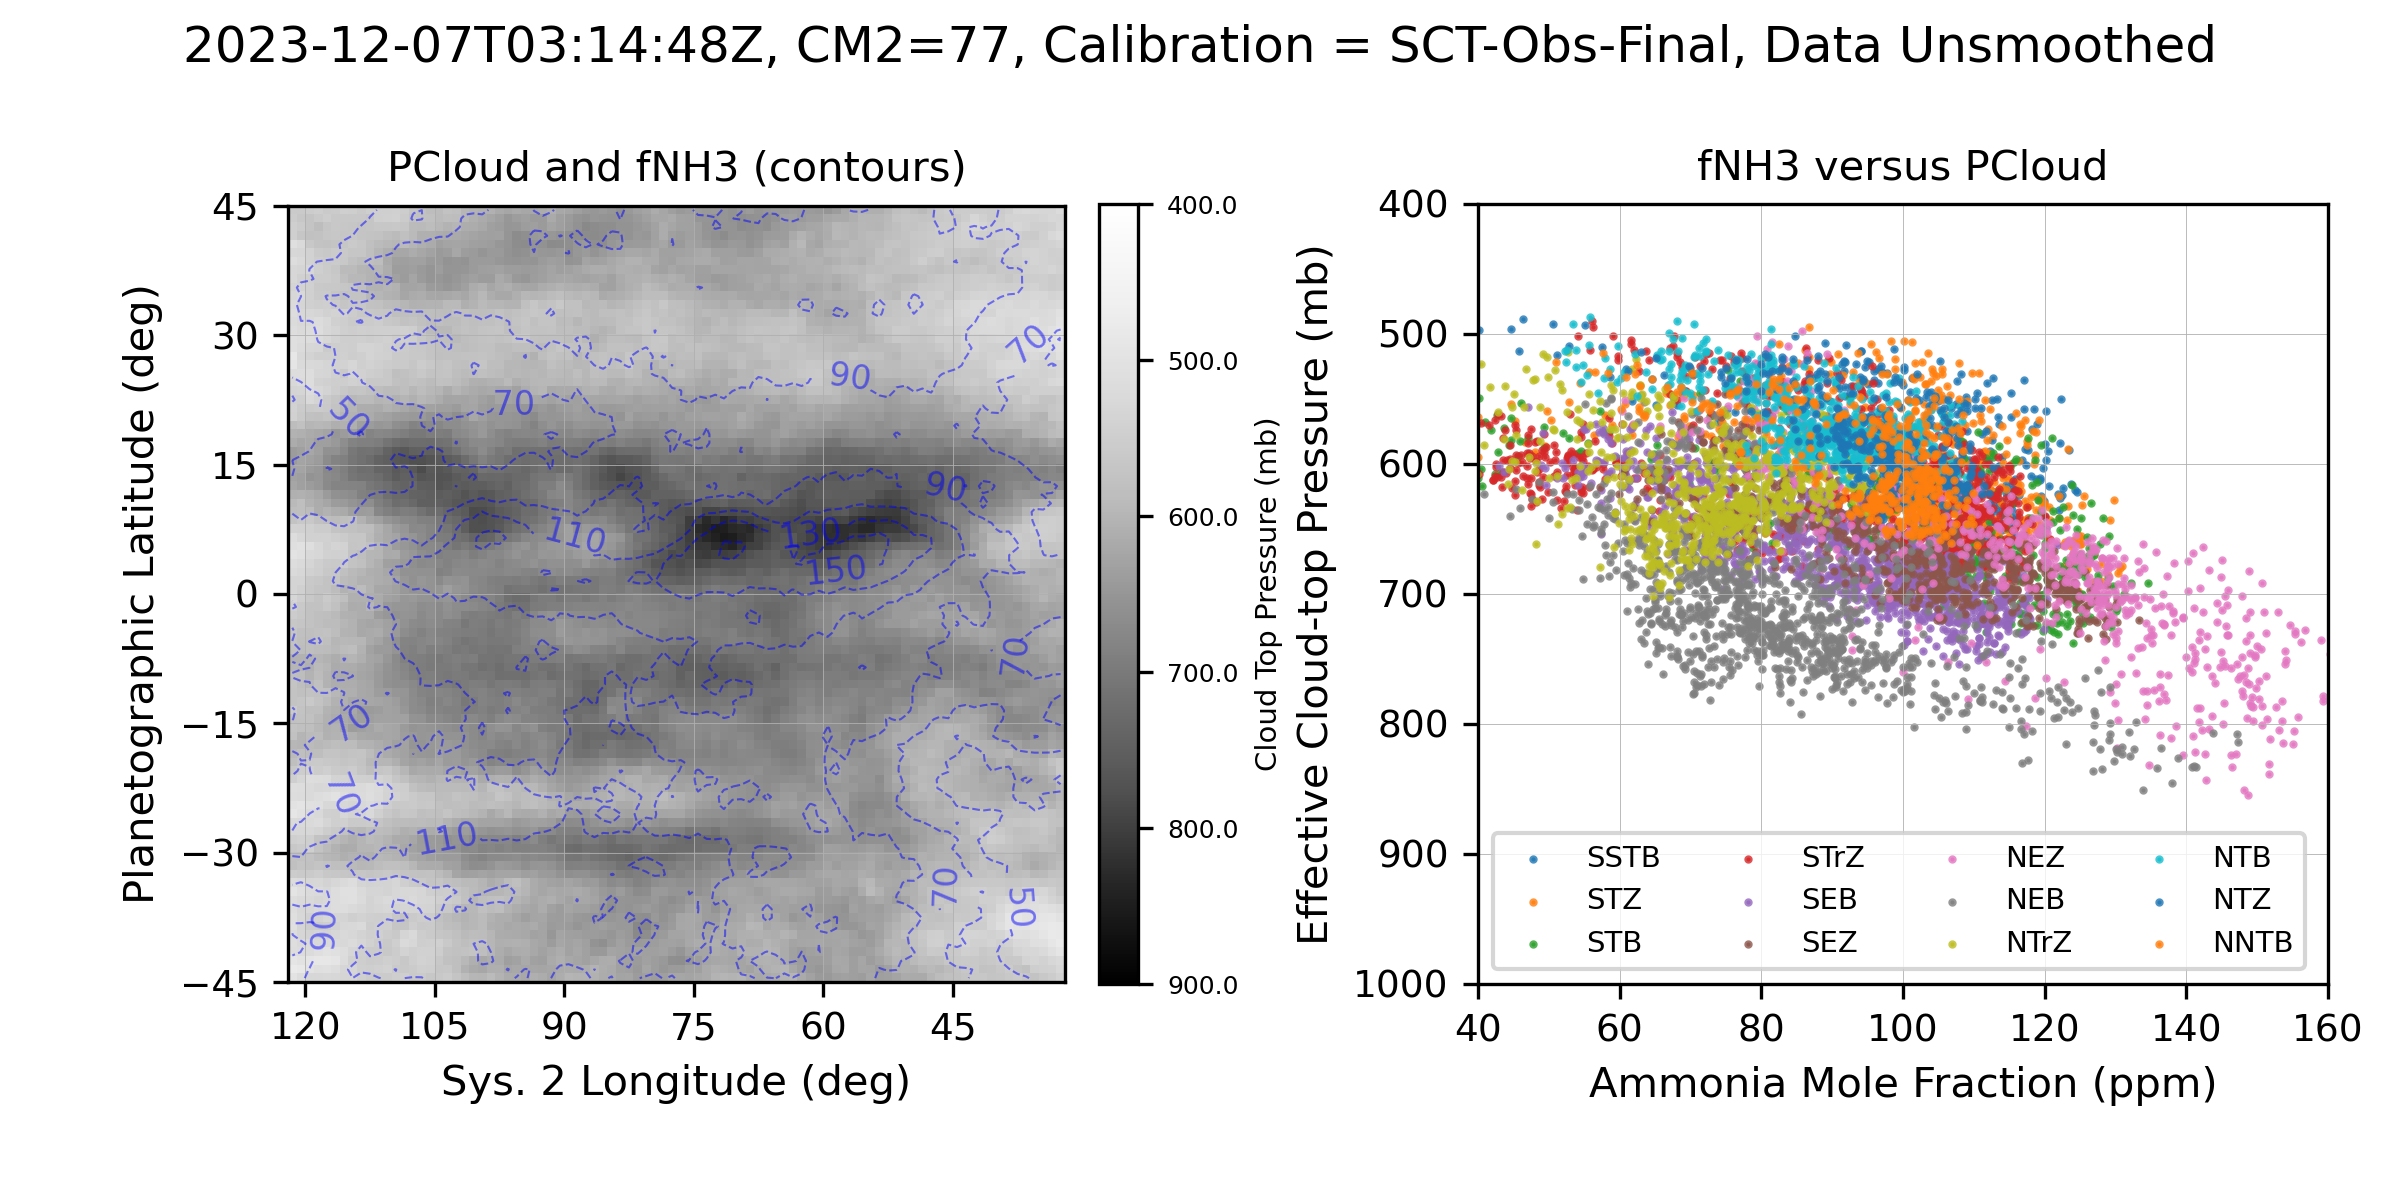 2023-12-07T03:14:48Z, CM2=77, Calibration = SCT-Obs-Final, Data Unsmoothed
PCloud and fNH3 (contours)
Planetographic Latitude (deg)
45
30
15
0
−15
−30
−45
120 105 90 75 60 45
Sys. 2 Longitude (deg)
70
90
70
50
90
110
130
150
70
70
70
110
70
50
90
400.0
500.0
600.0
700.0
800.0
900.0
Cloud Top Pressure (mb)
fNH3 versus PCloud
Effective Cloud-top Pressure (mb)
400
500
600
700
800
900
1000
SSTB STrZ NEZ NTB
STZ SEB NEB NTZ
STB SEZ NTrZ NNTB
40 60 80 100 120 140 160
Ammonia Mole Fraction (ppm)